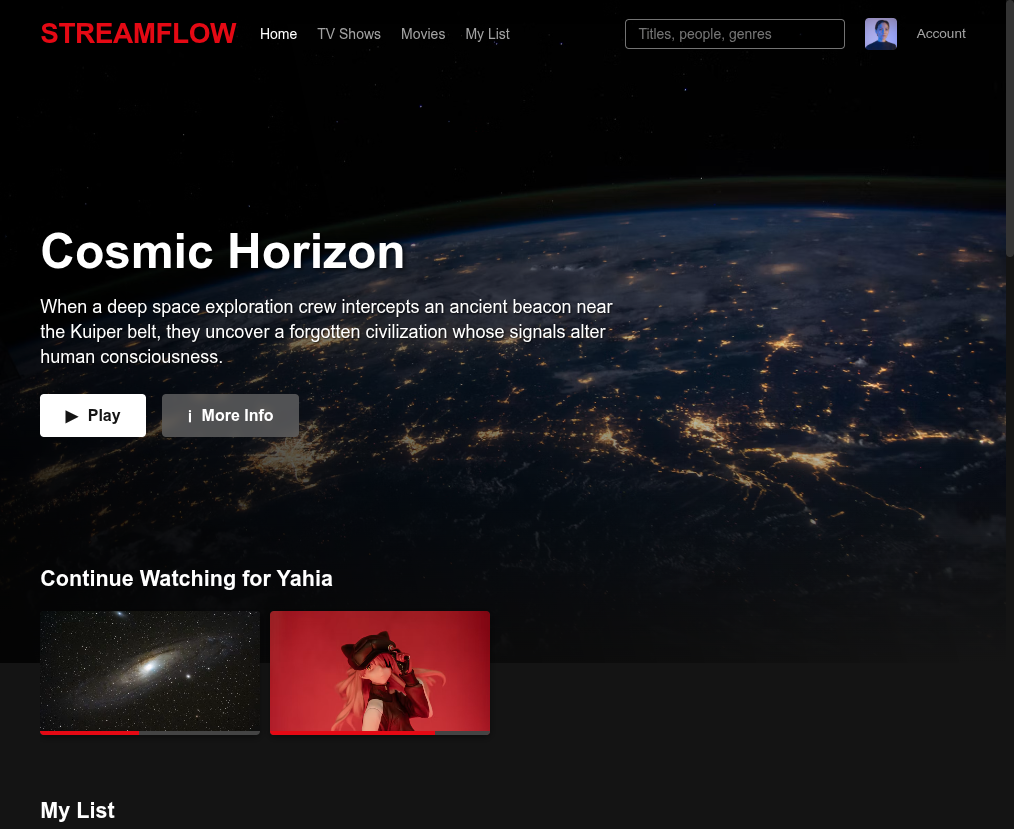 STREAMFLOW Home TV Shows Movies My List Titles, people, genres Account
Cosmic Horizon
When a deep space exploration crew intercepts an ancient beacon near
the Kuiper belt, they uncover a forgotten civilization whose signals alter
human consciousness.
▶ Play i More Info
Continue Watching for Yahia
My List